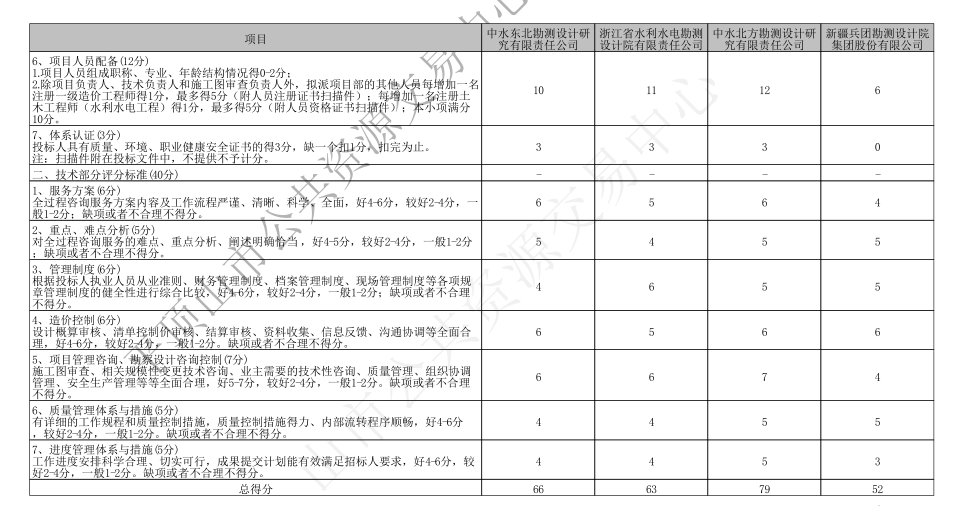 项目
中水东北勘测设计研究有限责任公司
浙江省水利水电勘测设计院有限责任公司
中水北方勘测设计研究有限责任公司
新疆兵团勘测设计院集团股份有限公司
6、项目人员配备(12分)
1.项目人员组成职称、专业、年龄结构情况得0-2分；
2.除项目负责人、技术负责人和施工图审查负责人外，拟派项目部的其他人员每增加一名
注册一级造价工程师得1分，最多得5分（附人员注册证书扫描件）；每增加一名注册土
木工程师（水利水电工程）得1分，最多得5分（附人员资格证书扫描件）；本小项满分
10分。
10 11 12 6
7、体系认证(3分)
投标人具有质量、环境、职业健康安全证书的得3分，缺一个扣1分，扣完为止。
注：扫描件附在投标文件中，不提供不予计分。
3 3 3 0
二、技术部分评分标准(40分)
- - - -
1、服务方案(6分)
全过程咨询服务方案内容及工作流程严谨、清晰、科学、全面，好4-6分，较好2-4分，一
般1-2分；缺项或者不合理不得分。
6 5 6 4
2、重点、难点分析(5分)
对全过程咨询服务的难点、重点分析、阐述明确恰当，好4-5分，较好2-4分，一般1-2分
；缺项或者不合理不得分。
5 4 5 5
3、管理制度(6分)
根据投标人执业人员从业准则、财务管理制度、档案管理制度、现场管理制度等各项规
章管理制度的健全性进行综合比较，好4-6分，较好2-4分，一般1-2分；缺项或者不合理
不得分。
4 6 5 5
4、造价控制(6分)
设计概算审核、清单控制价审核、结算审核、资料收集、信息反馈、沟通协调等全面合
理，好4-6分，较好2-4分，一般1-2分。缺项或者不合理不得分。
6 5 6 6
5、项目管理咨询、勘察设计咨询控制(7分)
施工图审查、相关规模性变更技术咨询、业主需要的技术性咨询、质量管理、组织协调
管理、安全生产管理等等全面合理，好5-7分，较好2-4分，一般1-2分。缺项或者不合理
不得分。
6 6 7 4
6、质量管理体系与措施(5分)
有详细的工作规程和质量控制措施，质量控制措施得力、内部流转程序顺畅，好4-6分
，较好2-4分，一般1-2分。缺项或者不合理不得分。
4 4 5 5
7、进度管理体系与措施(5分)
工作进度安排科学合理、切实可行，成果提交计划能有效满足招标人要求，好4-6分，较
好2-4分，一般1-2分。缺项或者不合理不得分。
4 4 5 3
总得分
66 63 79 52
平顶山市公共资源交易中心
山市公共资源交易中心